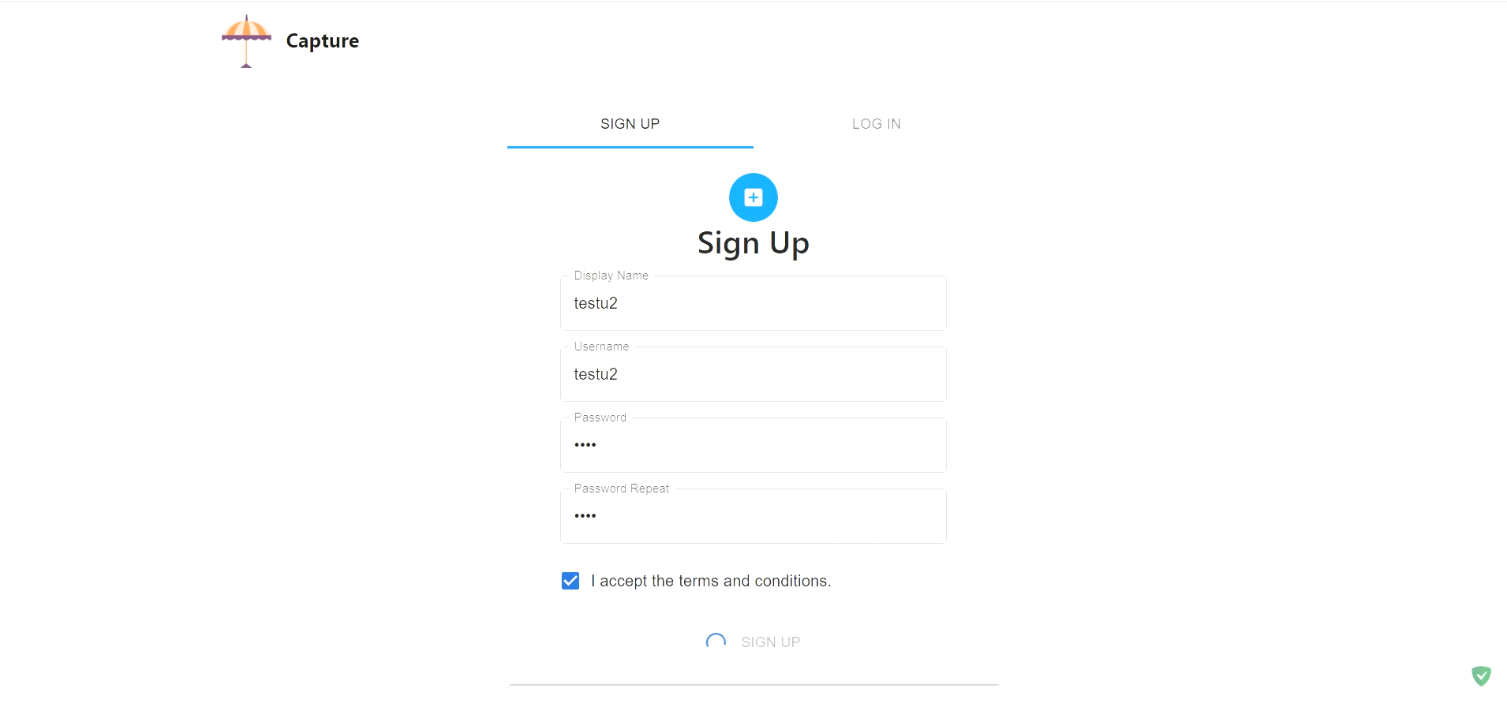 Capture
SIGN UP
LOG IN
Sign Up
Display Name
testu2
Username
testu2
Password
••••
Password Repeat
••••
I accept the terms and conditions.
SIGN UP